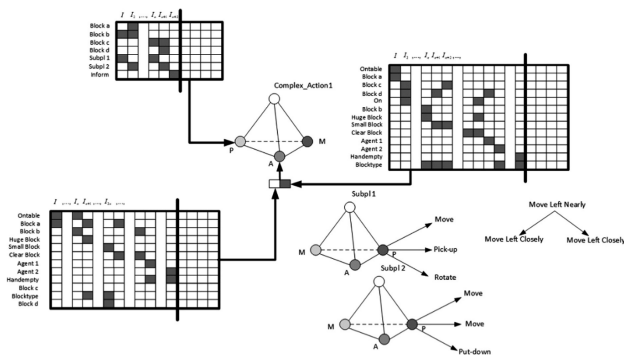 Block a
Block b
Block c
Block d
Subpl 1
Subpl 2
Inform
Complex_Action1
P
M
A
Ontable
Block a
Block c
Block d
On
Block b
Huge Block
Small Block
Clear Block
Agent 1
Agent 2
Handempty
Blocktype
Ontable
Block a
Block b
Huge Block
Small Block
Clear Block
Agent 1
Agent 2
Handempty
Block c
Blocktype
Block d
Subpl 1
M
A
P
Move
Pick-up
Rotate
Subpl 2
M
A
P
Move
Move
Put-down
Move Left Nearly
Move Left Closely
Move Left Closely